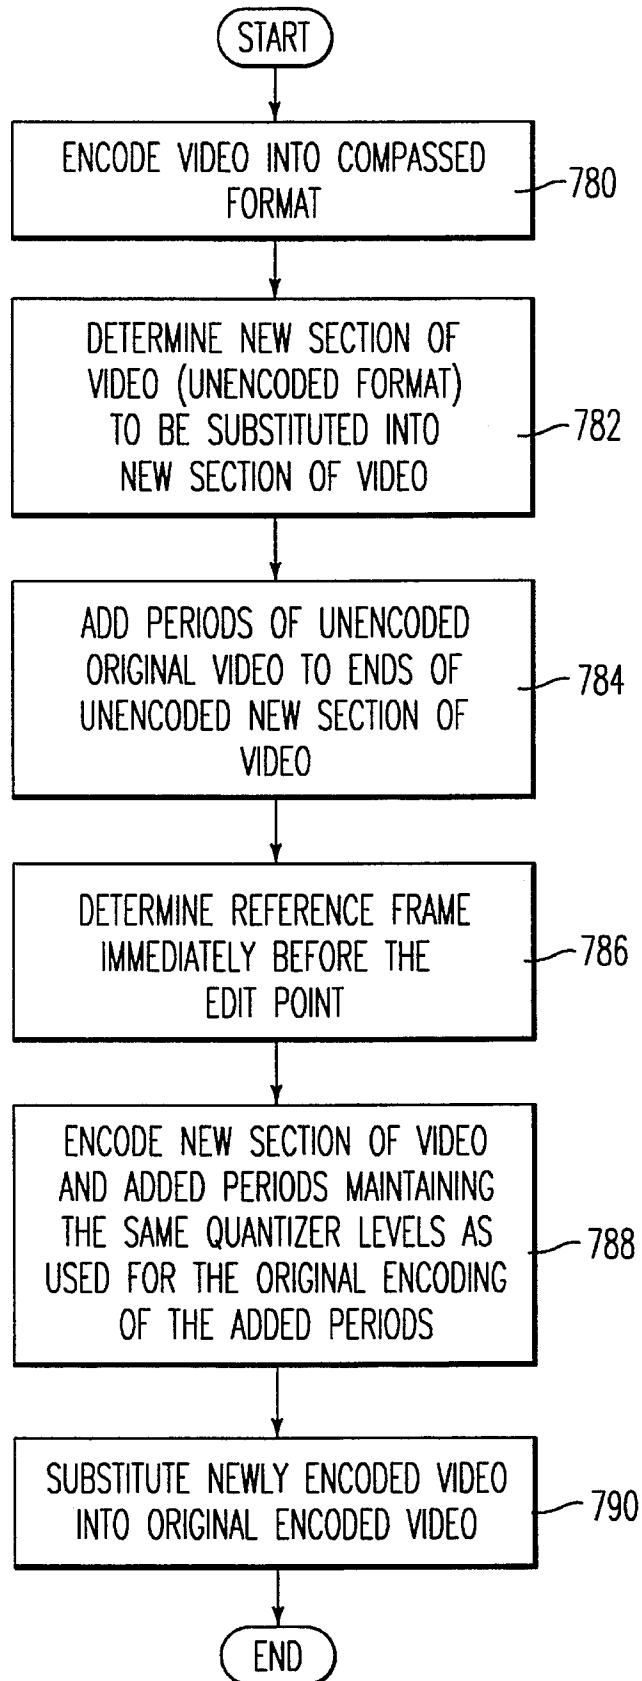 START
ENCODE VIDEO INTO COMPASSED
FORMAT
780
DETERMINE NEW SECTION OF
VIDEO (UNENCODED FORMAT)
TO BE SUBSTITUTED INTO
NEW SECTION OF VIDEO
782
ADD PERIODS OF UNENCODED
ORIGINAL VIDEO TO ENDS OF
UNENCODED NEW SECTION OF
VIDEO
784
DETERMINE REFERENCE FRAME
IMMEDIATELY BEFORE THE
EDIT POINT
786
ENCODE NEW SECTION OF VIDEO
AND ADDED PERIODS MAINTAINING
THE SAME QUANTIZER LEVELS AS
USED FOR THE ORIGINAL ENCODING
OF THE ADDED PERIODS
788
SUBSTITUTE NEWLY ENCODED VIDEO
INTO ORIGINAL ENCODED VIDEO
790
END